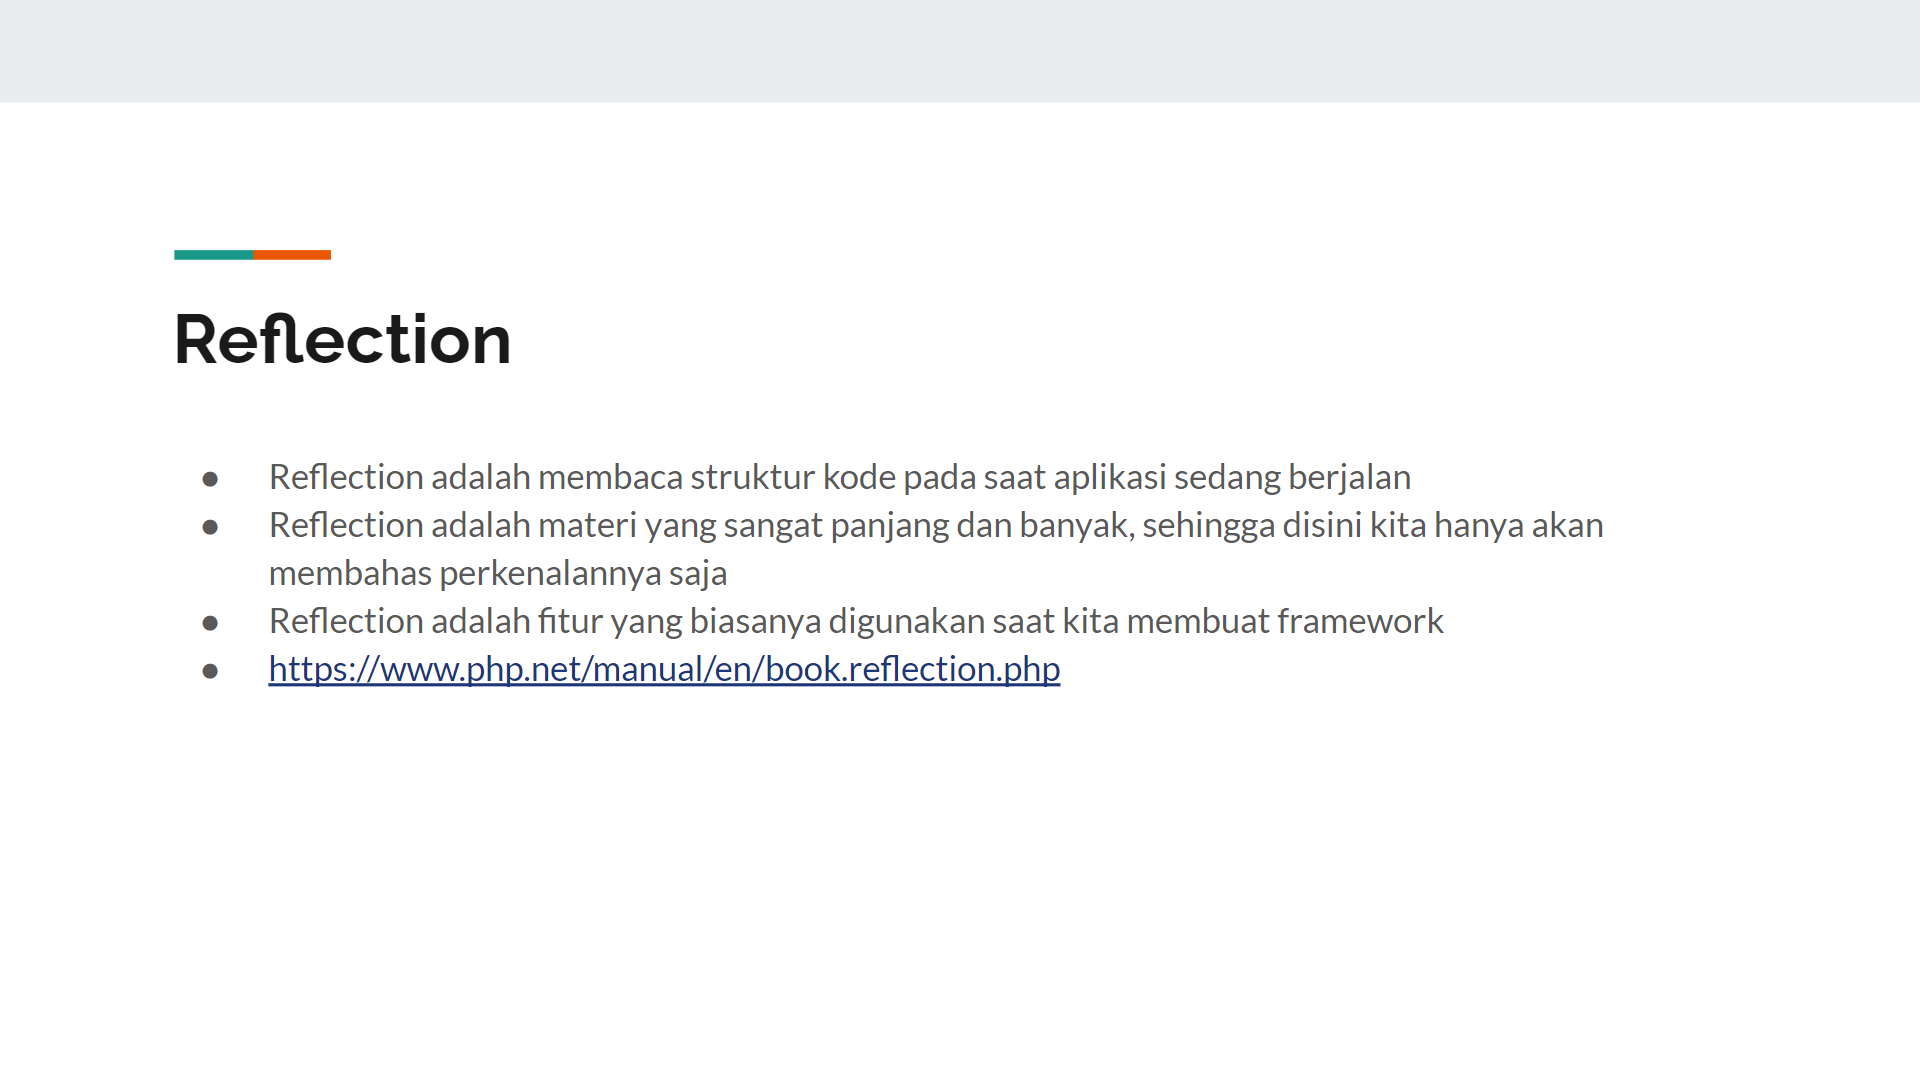 Reflection
● Reflection adalah membaca struktur kode pada saat aplikasi sedang berjalan
● Reflection adalah materi yang sangat panjang dan banyak, sehingga disini kita hanya akan
membahas perkenalannya saja
● Reflection adalah fitur yang biasanya digunakan saat kita membuat framework
● https://www.php.net/manual/en/book.reflection.php